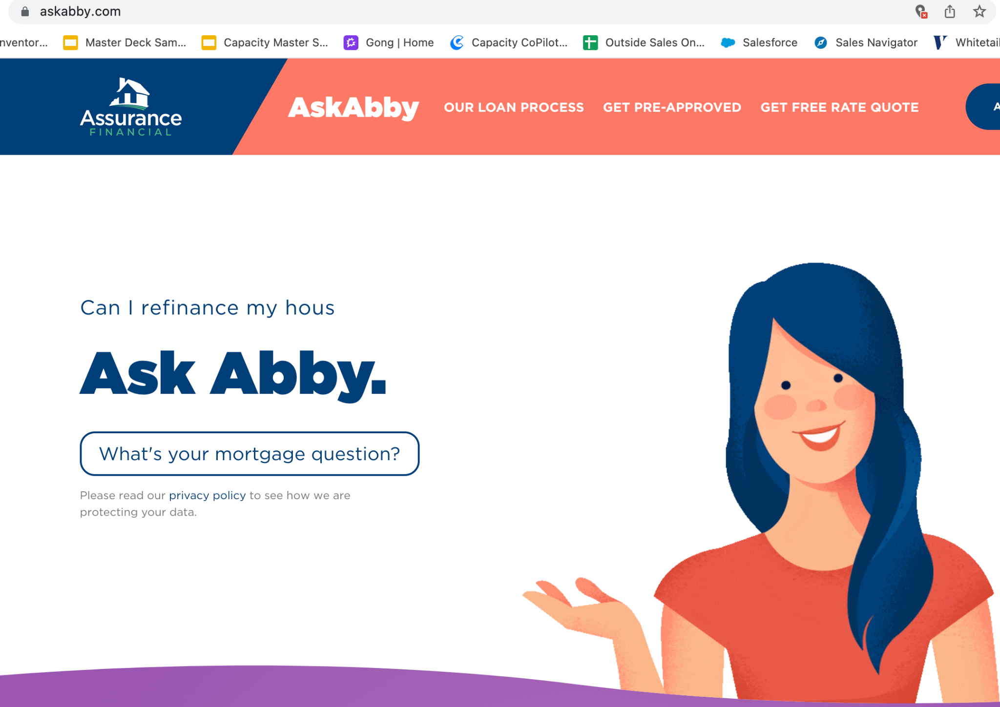 askabby.com
nventor...
Master Deck Sam...
Capacity Master S...
Gong | Home
Capacity CoPilot...
Outside Sales On...
Salesforce
Sales Navigator
Whitetail
Assurance
FINANCIAL
AskAbby
OUR LOAN PROCESS
GET PRE-APPROVED
GET FREE RATE QUOTE
A
Can I refinance my hous
Ask Abby.
What's your mortgage question?
Please read our privacy policy to see how we are
protecting your data.